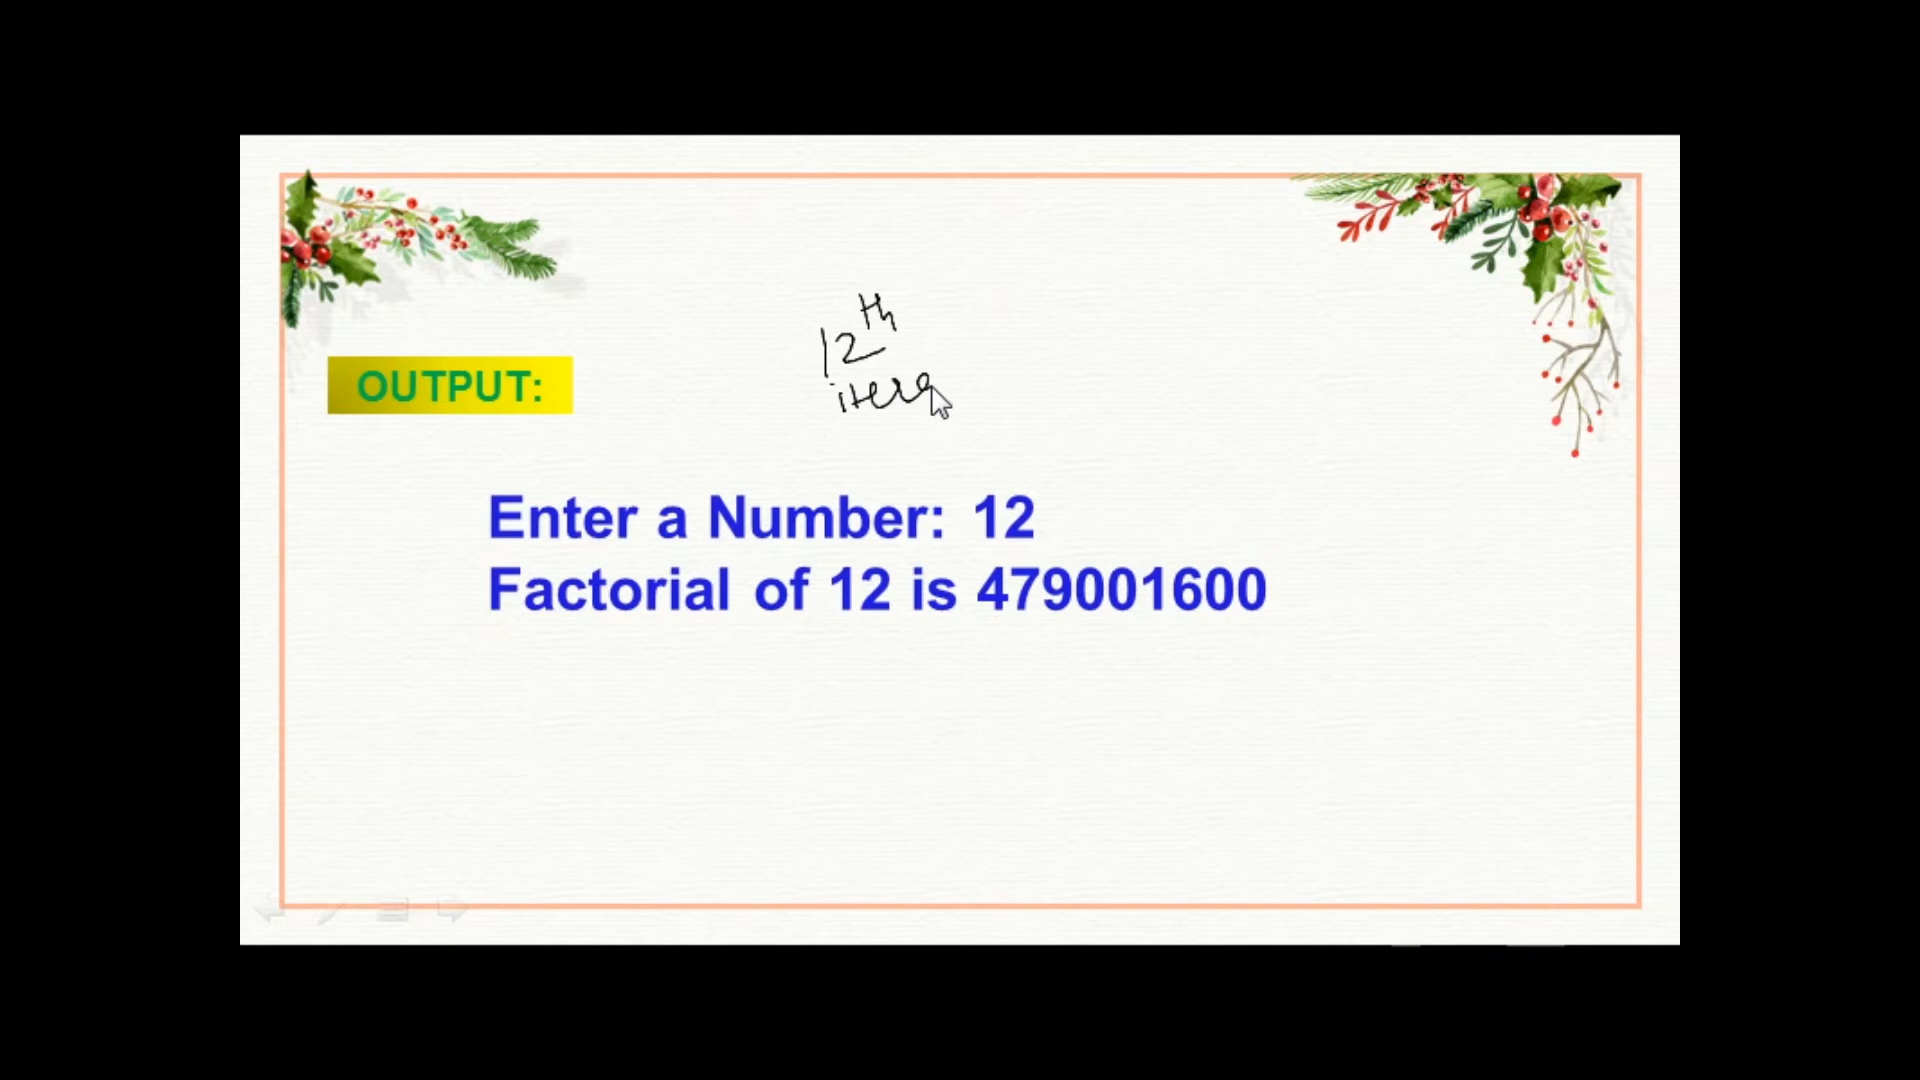 12th
itera
OUTPUT:
Enter a Number: 12
Factorial of 12 is 479001600